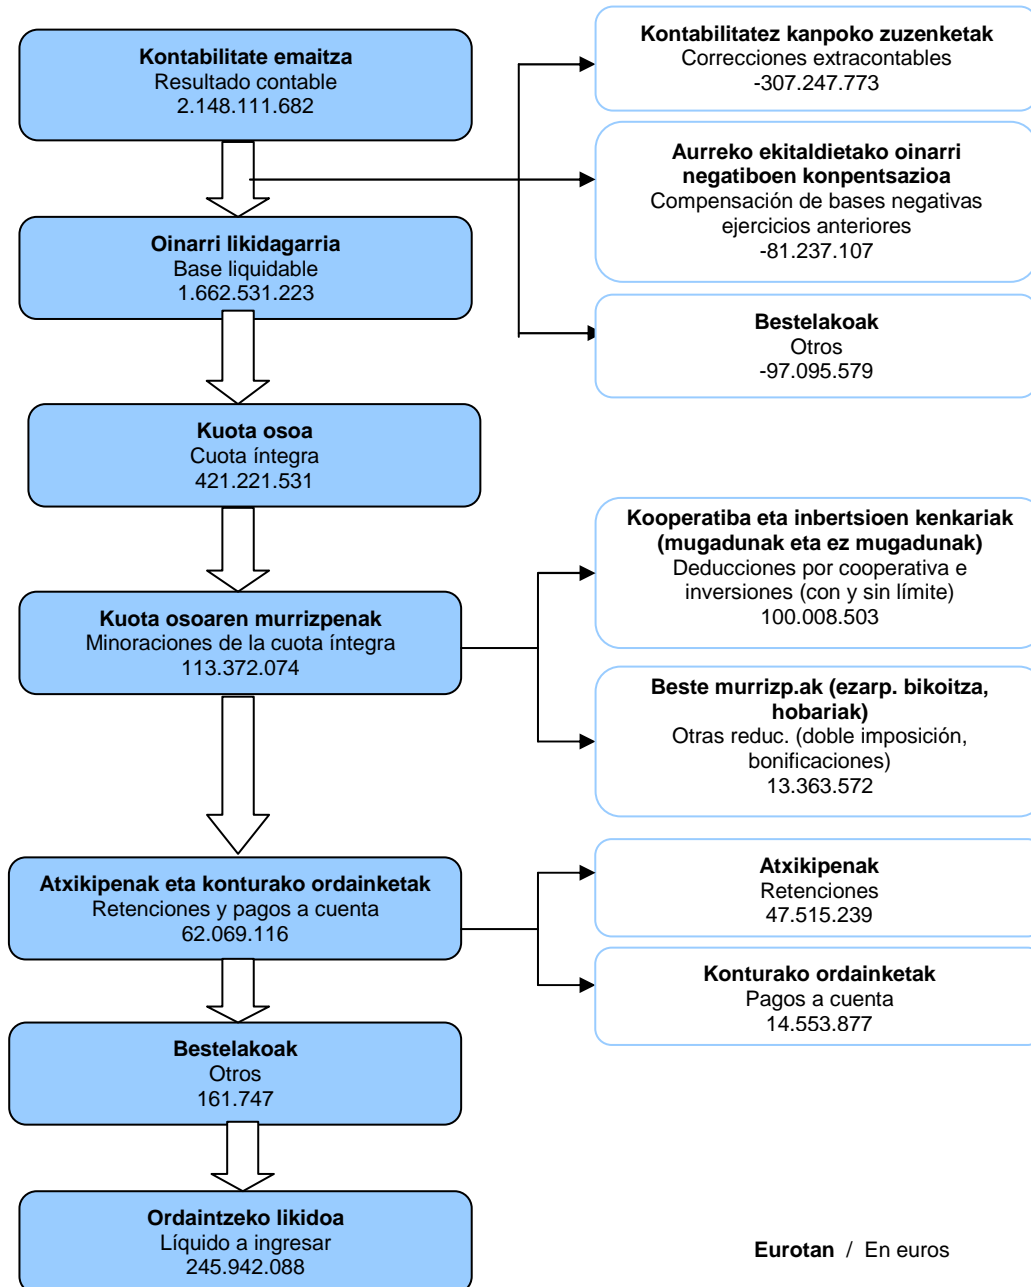 Kontabilitate emaitza
Resultado contable
2.148.111.682
Kontabilitatez kanpoko zuzenketak
Correcciones extracontables
-307.247.773
Aurreko ekitaldietako oinarri
negatiboen konpentsazioa
Compensación de bases negativas
ejercicios anteriores
-81.237.107
Oinarri likidagarria
Base liquidable
1.662.531.223
Bestelakoak
Otros
-97.095.579
Kuota osoa
Cuota íntegra
421.221.531
Kooperatiba eta inbertsioen kenkariak
(mugadunak eta ez mugadunak)
Deducciones por cooperativa e
inversiones (con y sin límite)
100.008.503
Kuota osoaren murrizpenak
Minoraciones de la cuota íntegra
113.372.074
Beste murrizp.ak (ezarp. bikoitza,
hobariak)
Otras reduc. (doble imposición,
bonificaciones)
13.363.572
Atxikipenak eta konturako ordainketak
Retenciones y pagos a cuenta
62.069.116
Atxikipenak
Retenciones
47.515.239
Konturako ordainketak
Pagos a cuenta
14.553.877
Bestelakoak
Otros
161.747
Ordaintzeko likidoa
Líquido a ingresar
245.942.088
Eurotan / En euros